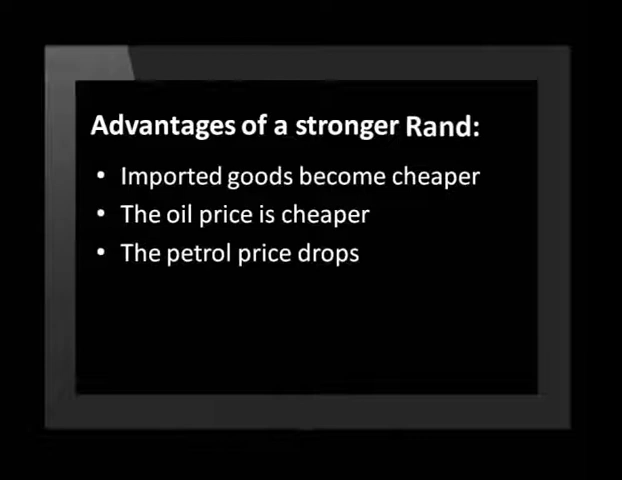 Advantages of a stronger Rand:
• Imported goods become cheaper
• The oil price is cheaper
• The petrol price drops